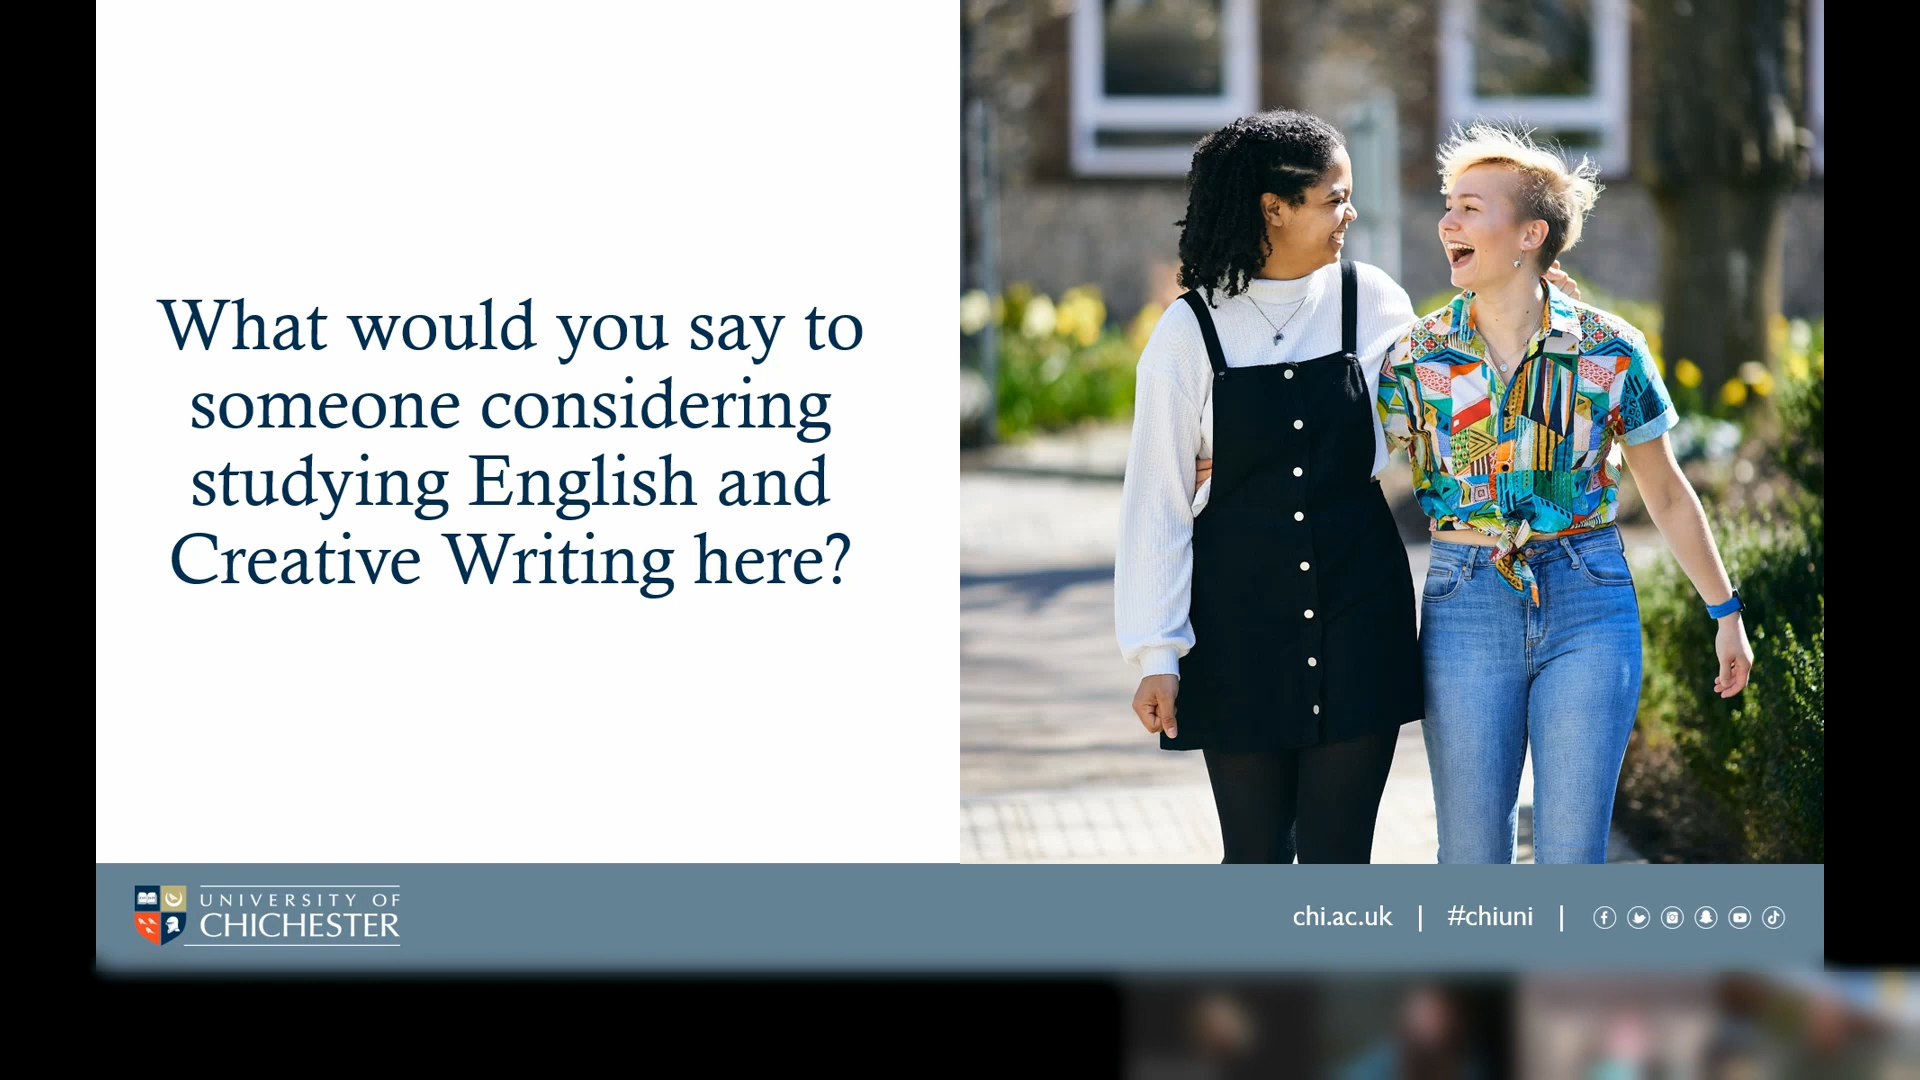 What would you say to
someone considering
studying English and
Creative Writing here?
UNIVERSITY OF
CHICHESTER
chi.ac.uk | #chiuni |